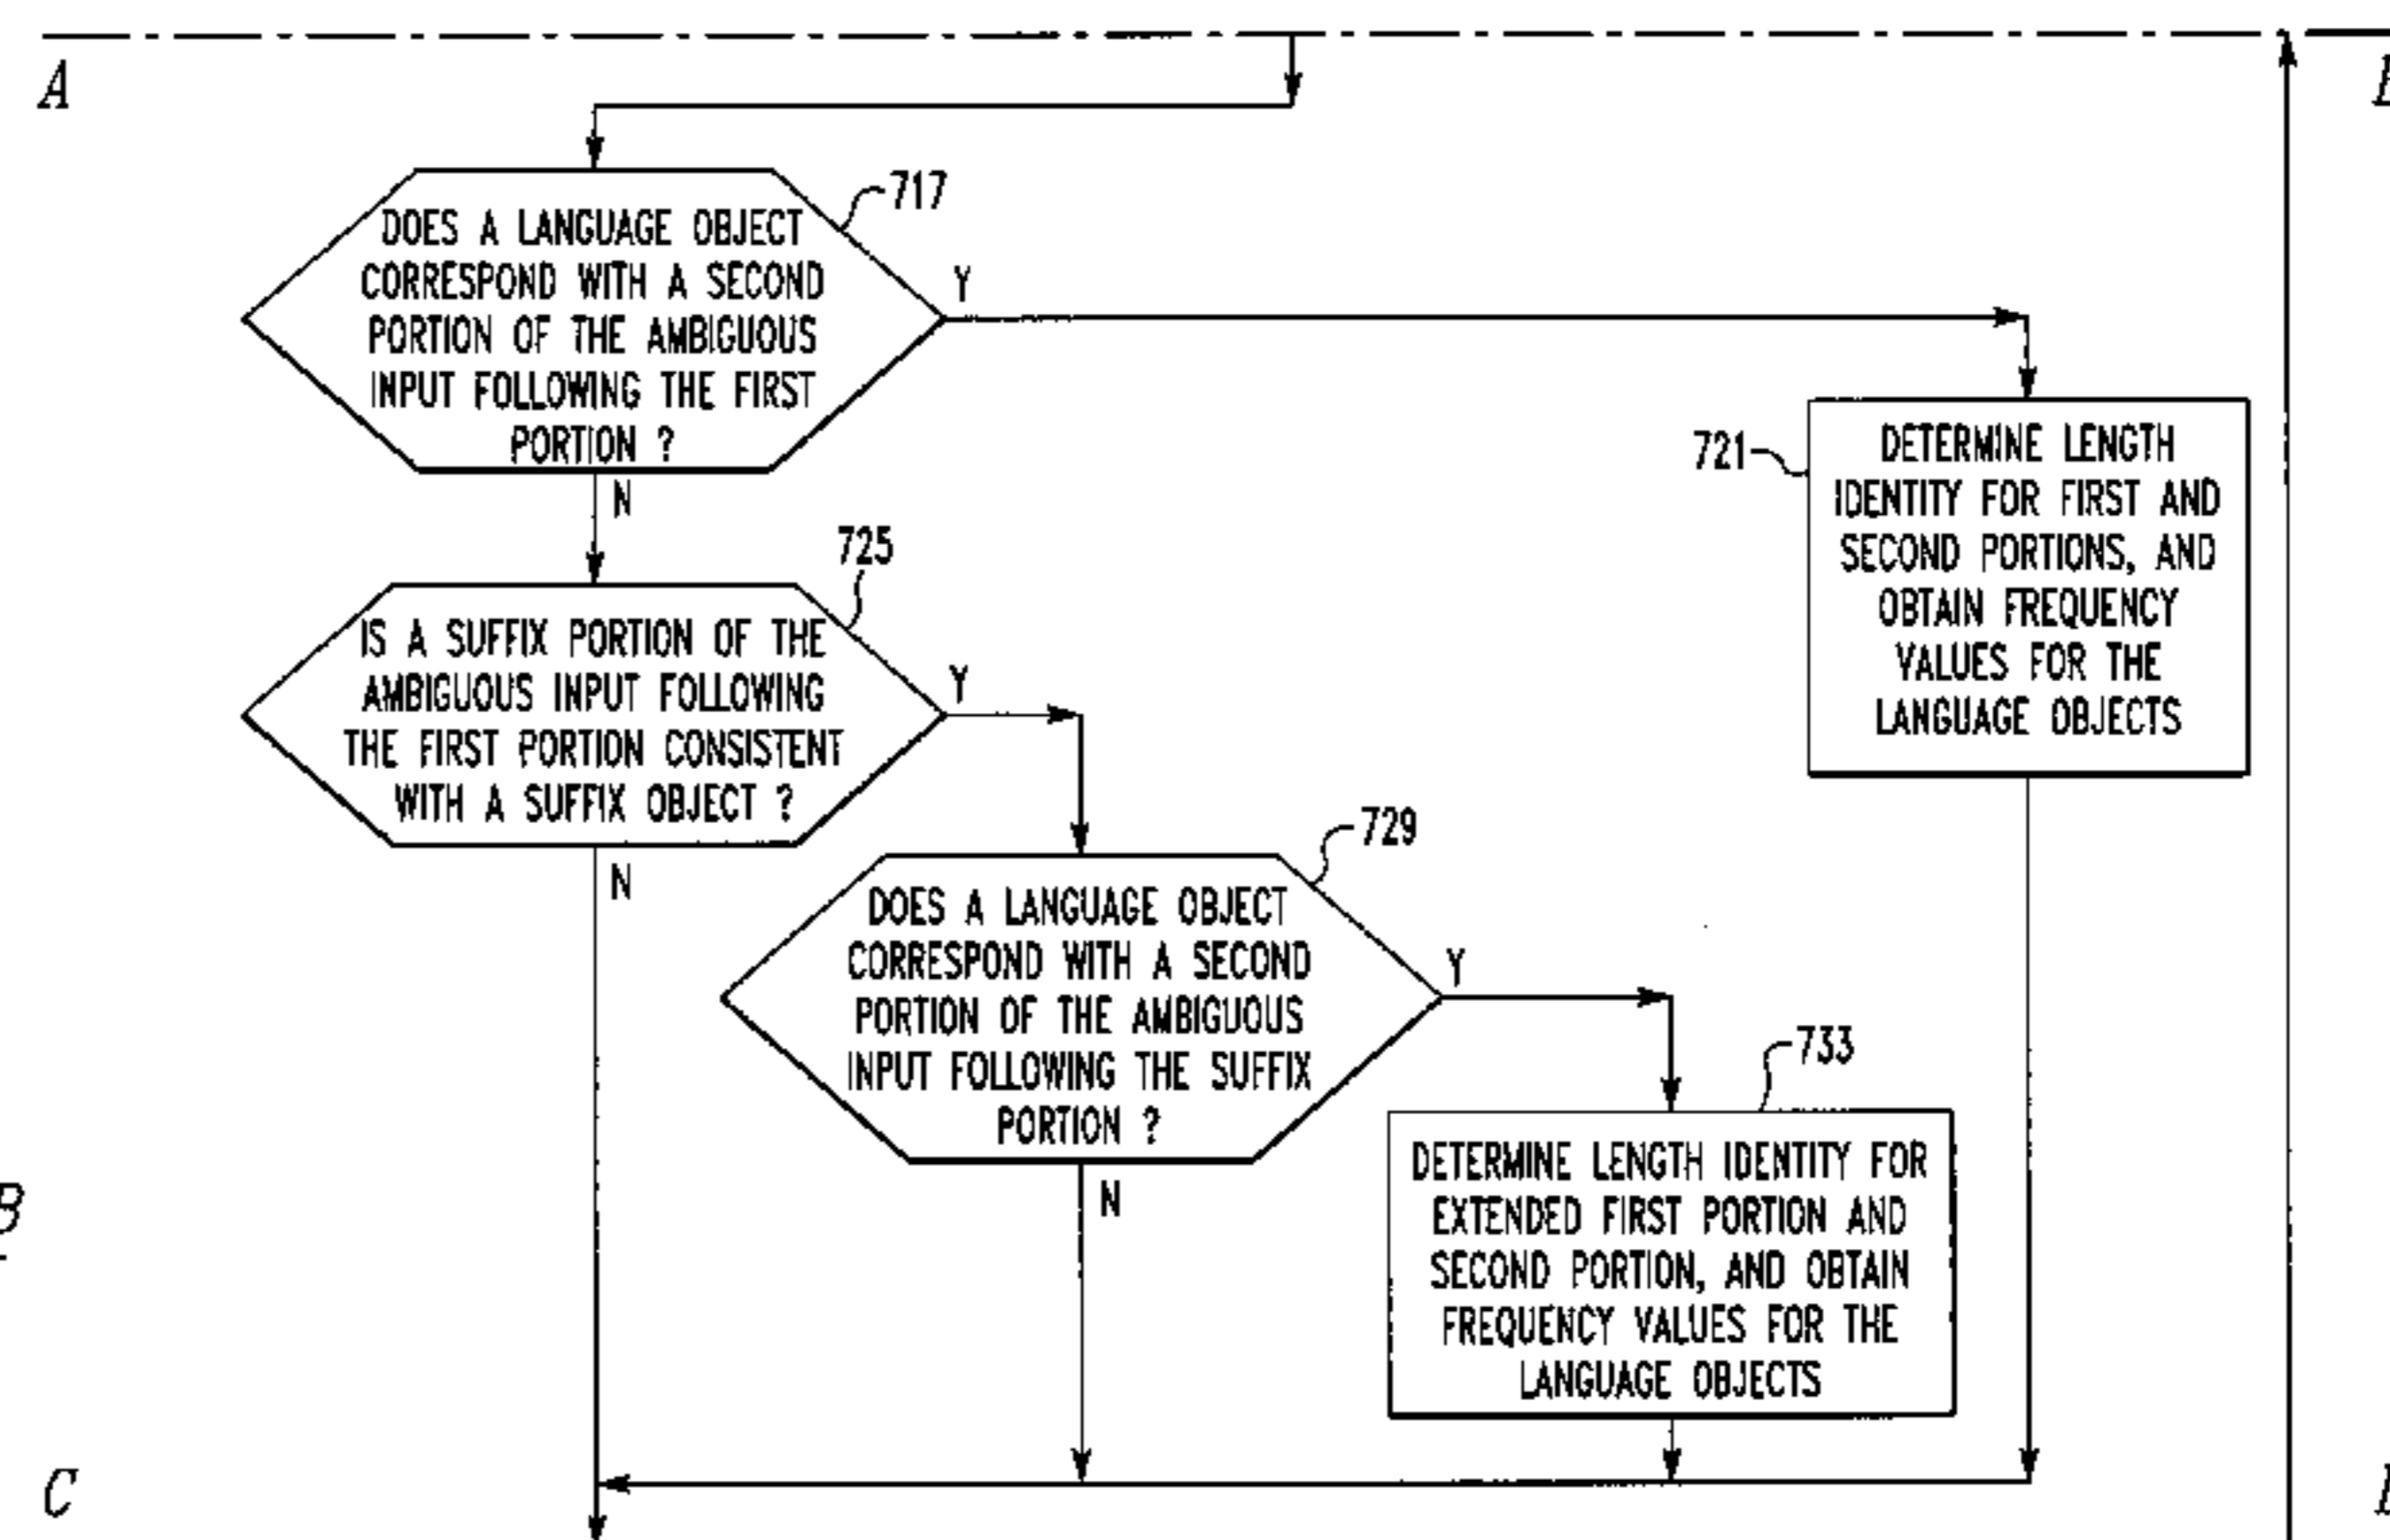 A
717
DOES A LANGUAGE OBJECT
CORRESPOND WITH A SECOND
PORTION OF THE AMBIGUOUS
INPUT FOLLOWING THE FIRST
PORTION ?
Y
N
721
DETERMINE LENGTH
IDENTITY FOR FIRST AND
SECOND PORTIONS, AND
OBTAIN FREQUENCY
VALUES FOR THE
LANGUAGE OBJECTS
725
IS A SUFFIX PORTION OF THE
AMBIGUOUS INPUT FOLLOWING
THE FIRST PORTION CONSISTENT
WITH A SUFFIX OBJECT ?
Y
N
729
DOES A LANGUAGE OBJECT
CORRESPOND WITH A SECOND
PORTION OF THE AMBIGUOUS
INPUT FOLLOWING THE SUFFIX
PORTION ?
Y
N
733
DETERMINE LENGTH IDENTITY FOR
EXTENDED FIRST PORTION AND
SECOND PORTION, AND OBTAIN
FREQUENCY VALUES FOR THE
LANGUAGE OBJECTS
B
C